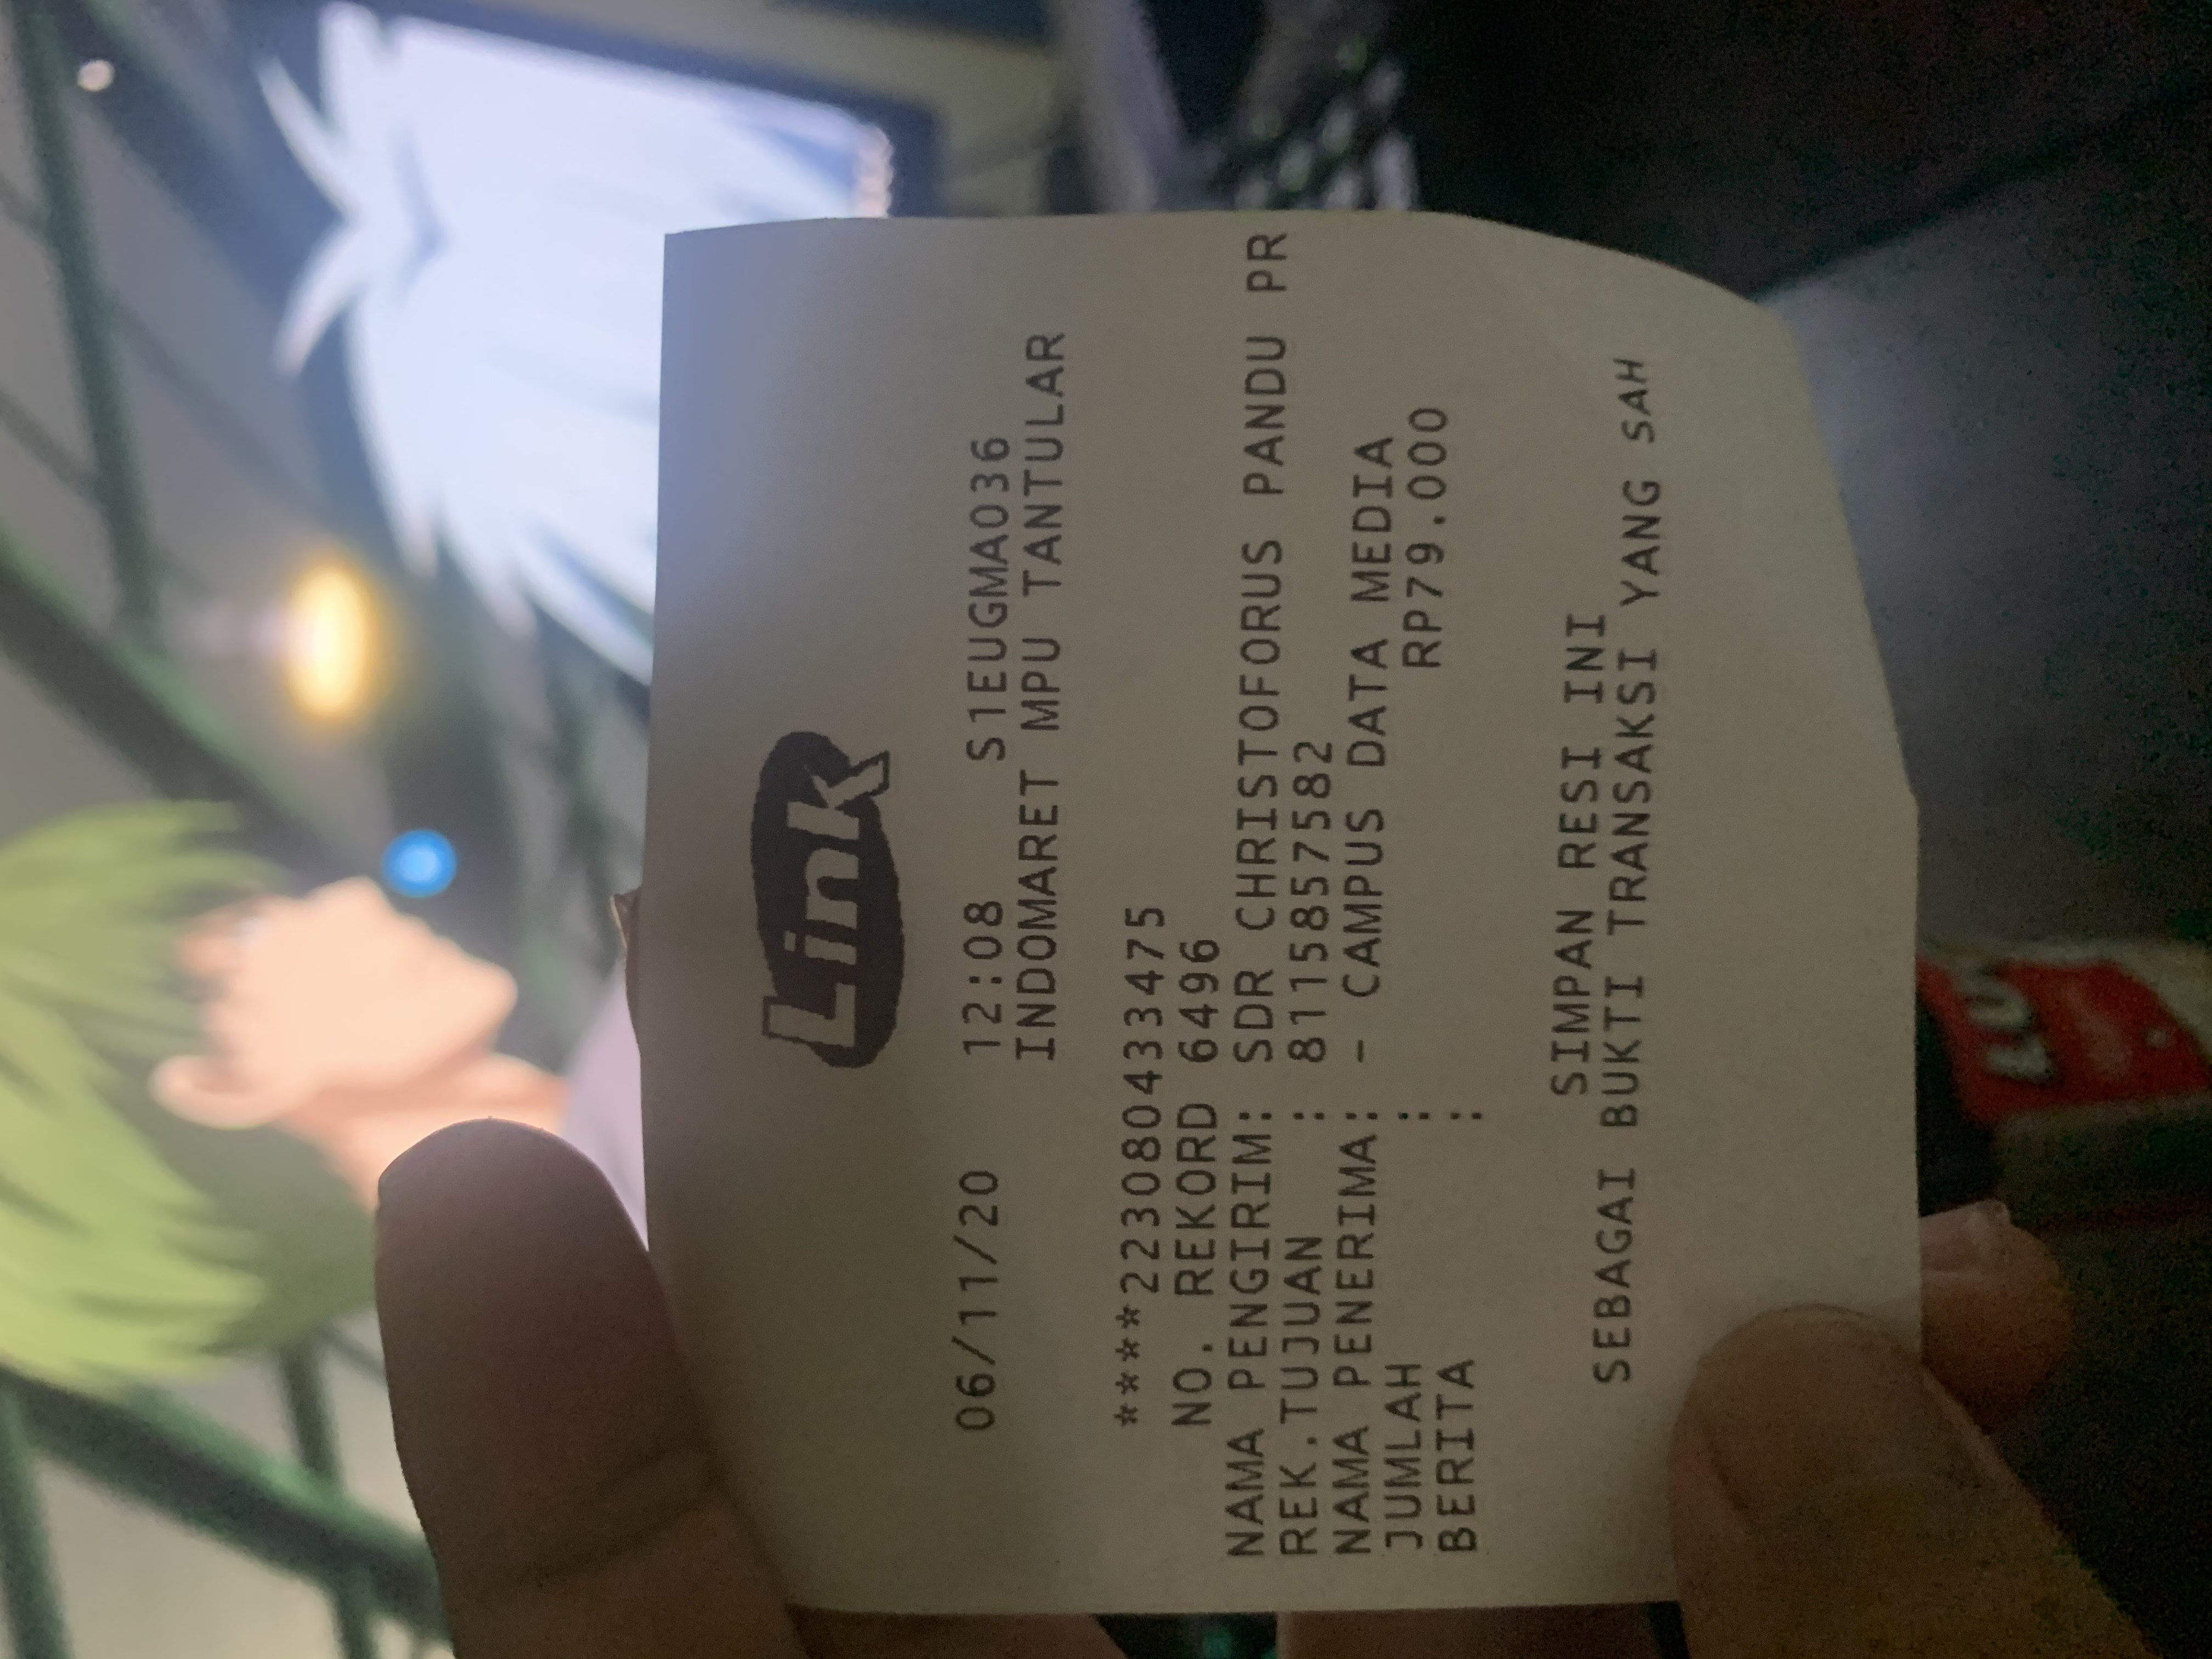 Link
06/11/20 12:08 S1EUGMA036
INDOMARET MPU TANTULAR
****223080433475
NO. REKORD 6496
NAMA PENGIRIM: SDR CHRISTOFORUS PANDU PR
REK.TUJUAN : 8115857582
NAMA PENERIMA: - CAMPUS DATA MEDIA
JUMLAH : RP79.000
BERITA :
SIMPAN RESI INI
SEBAGAI BUKTI TRANSAKSI YANG SAH